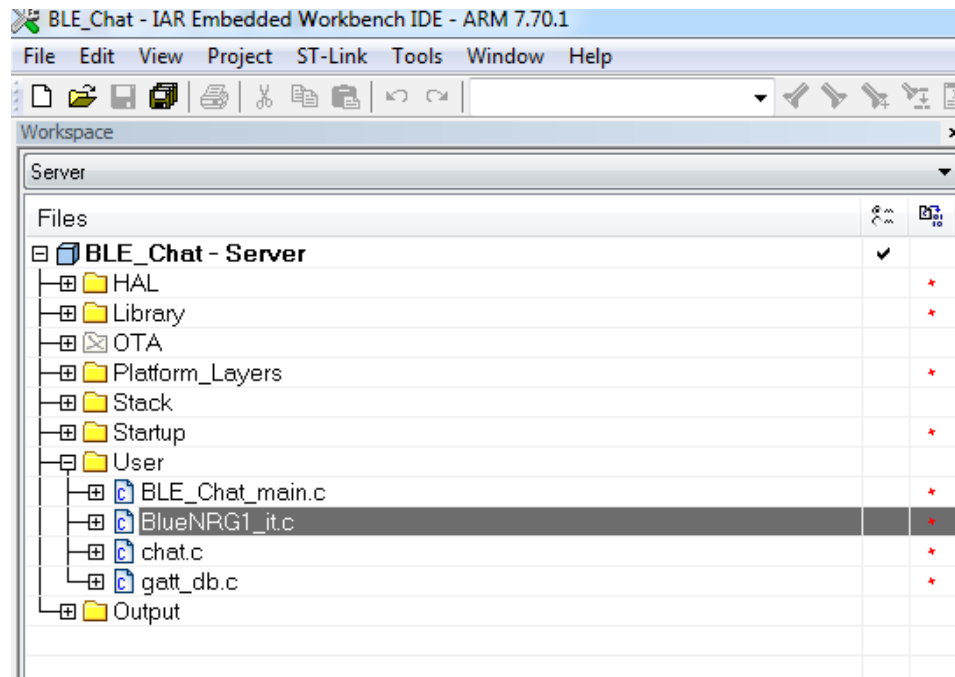 BLE_Chat - IAR Embedded Workbench IDE - ARM 7.70.1
File Edit View Project ST-Link Tools Window Help
Workspace
Server
Files
BLE_Chat - Server
HAL
Library
OTA
Platform_Layers
Stack
Startup
User
BLE_Chat_main.c
BlueNRG1_it.c
chat.c
gatt_db.c
Output